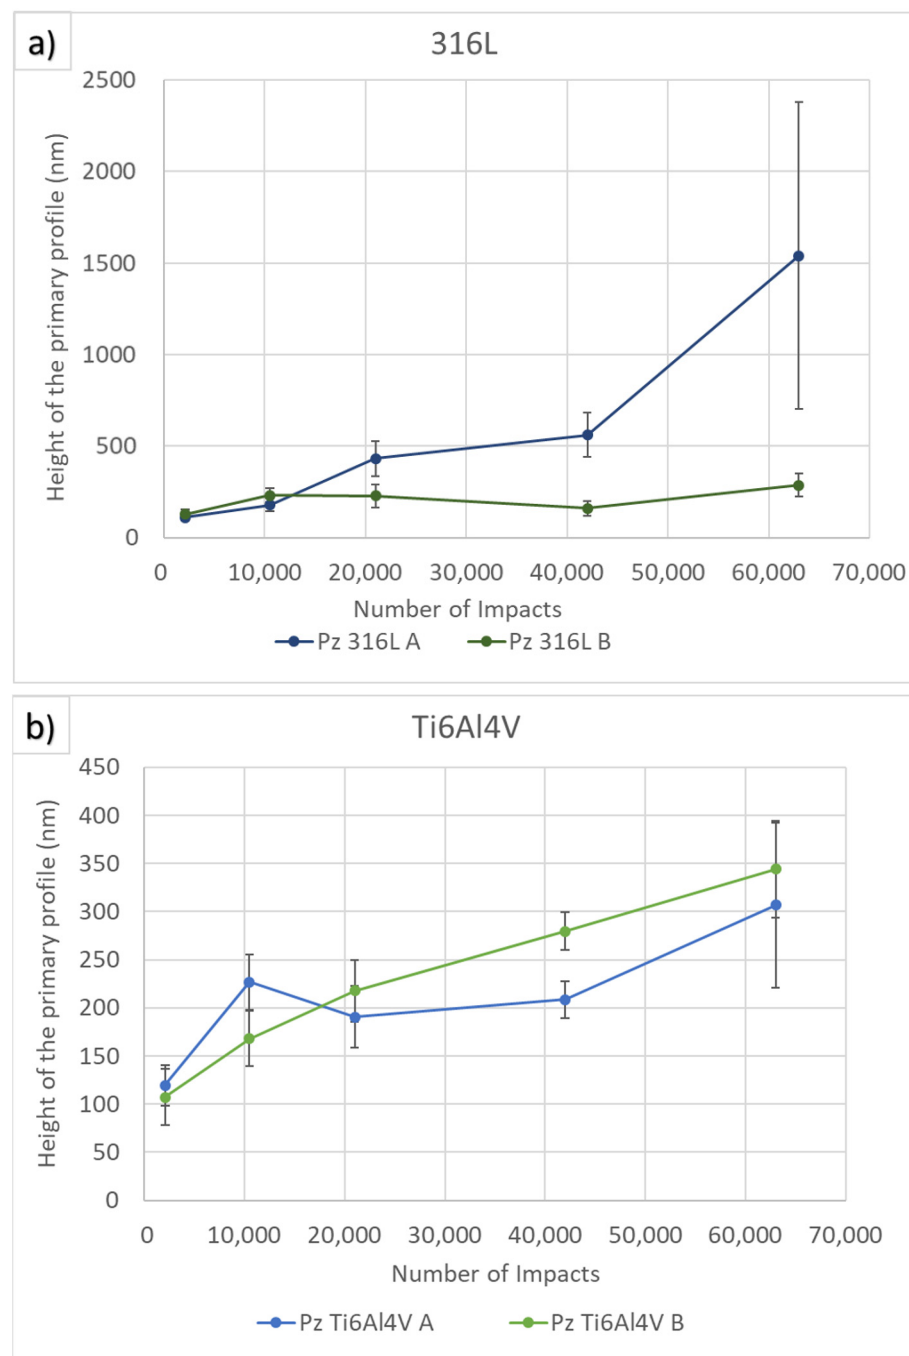 a)
316L
Height of the primary profile (nm)
2500
2000
1500
1000
500
0
0 10,000 20,000 30,000 40,000 50,000 60,000 70,000
Number of Impacts
Pz 316L A Pz 316L B
b)
Ti6Al4V
Height of the primary profile (nm)
450
400
350
300
250
200
150
100
50
0
0 10,000 20,000 30,000 40,000 50,000 60,000 70,000
Number of Impacts
Pz Ti6Al4V A Pz Ti6Al4V B